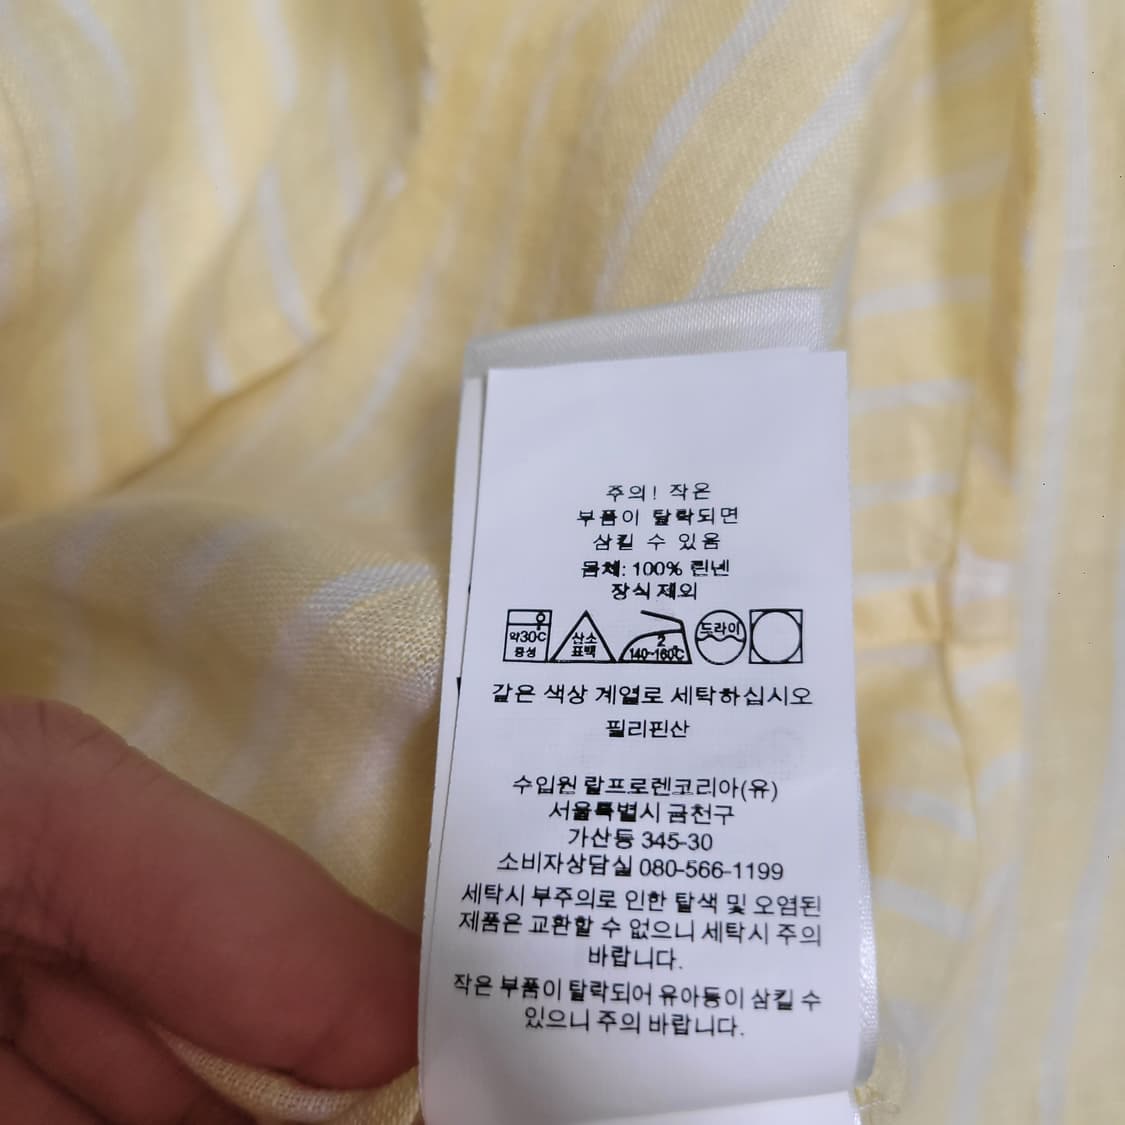 주의! 작은
부품이 탈락되면
삼킬 수 있음
몸체: 100% 린넨
장식 제외
약30C
중성
산소
표백
2
140~160℃
드라이
같은 색상 계열로 세탁하십시오
필리핀산
수입원 랄프로렌코리아(유)
서울특별시 금천구
가산동 345-30
소비자상담실 080-566-1199
세탁시 부주의로 인한 탈색 및 오염된
제품은 교환할 수 없으니 세탁시 주의
바랍니다.
작은 부품이 탈락되어 유아등이 삼킬 수
있으니 주의 바랍니다.